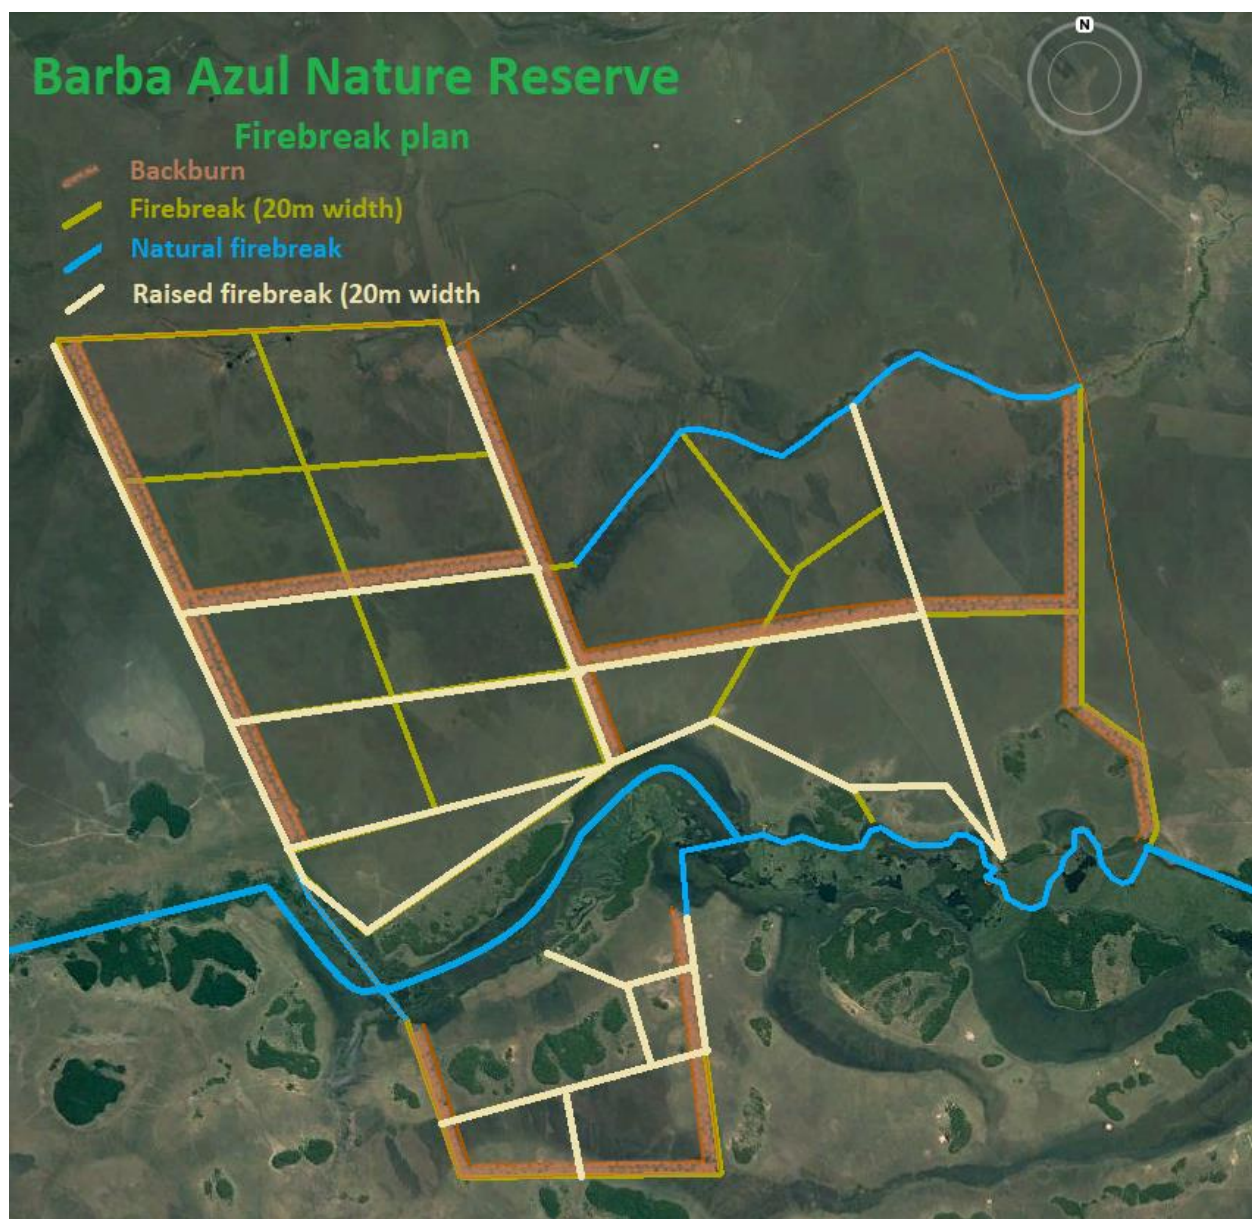 N
Barba Azul Nature Reserve
Firebreak plan
Backburn
Firebreak (20m width)
Natural firebreak
Raised firebreak (20m width